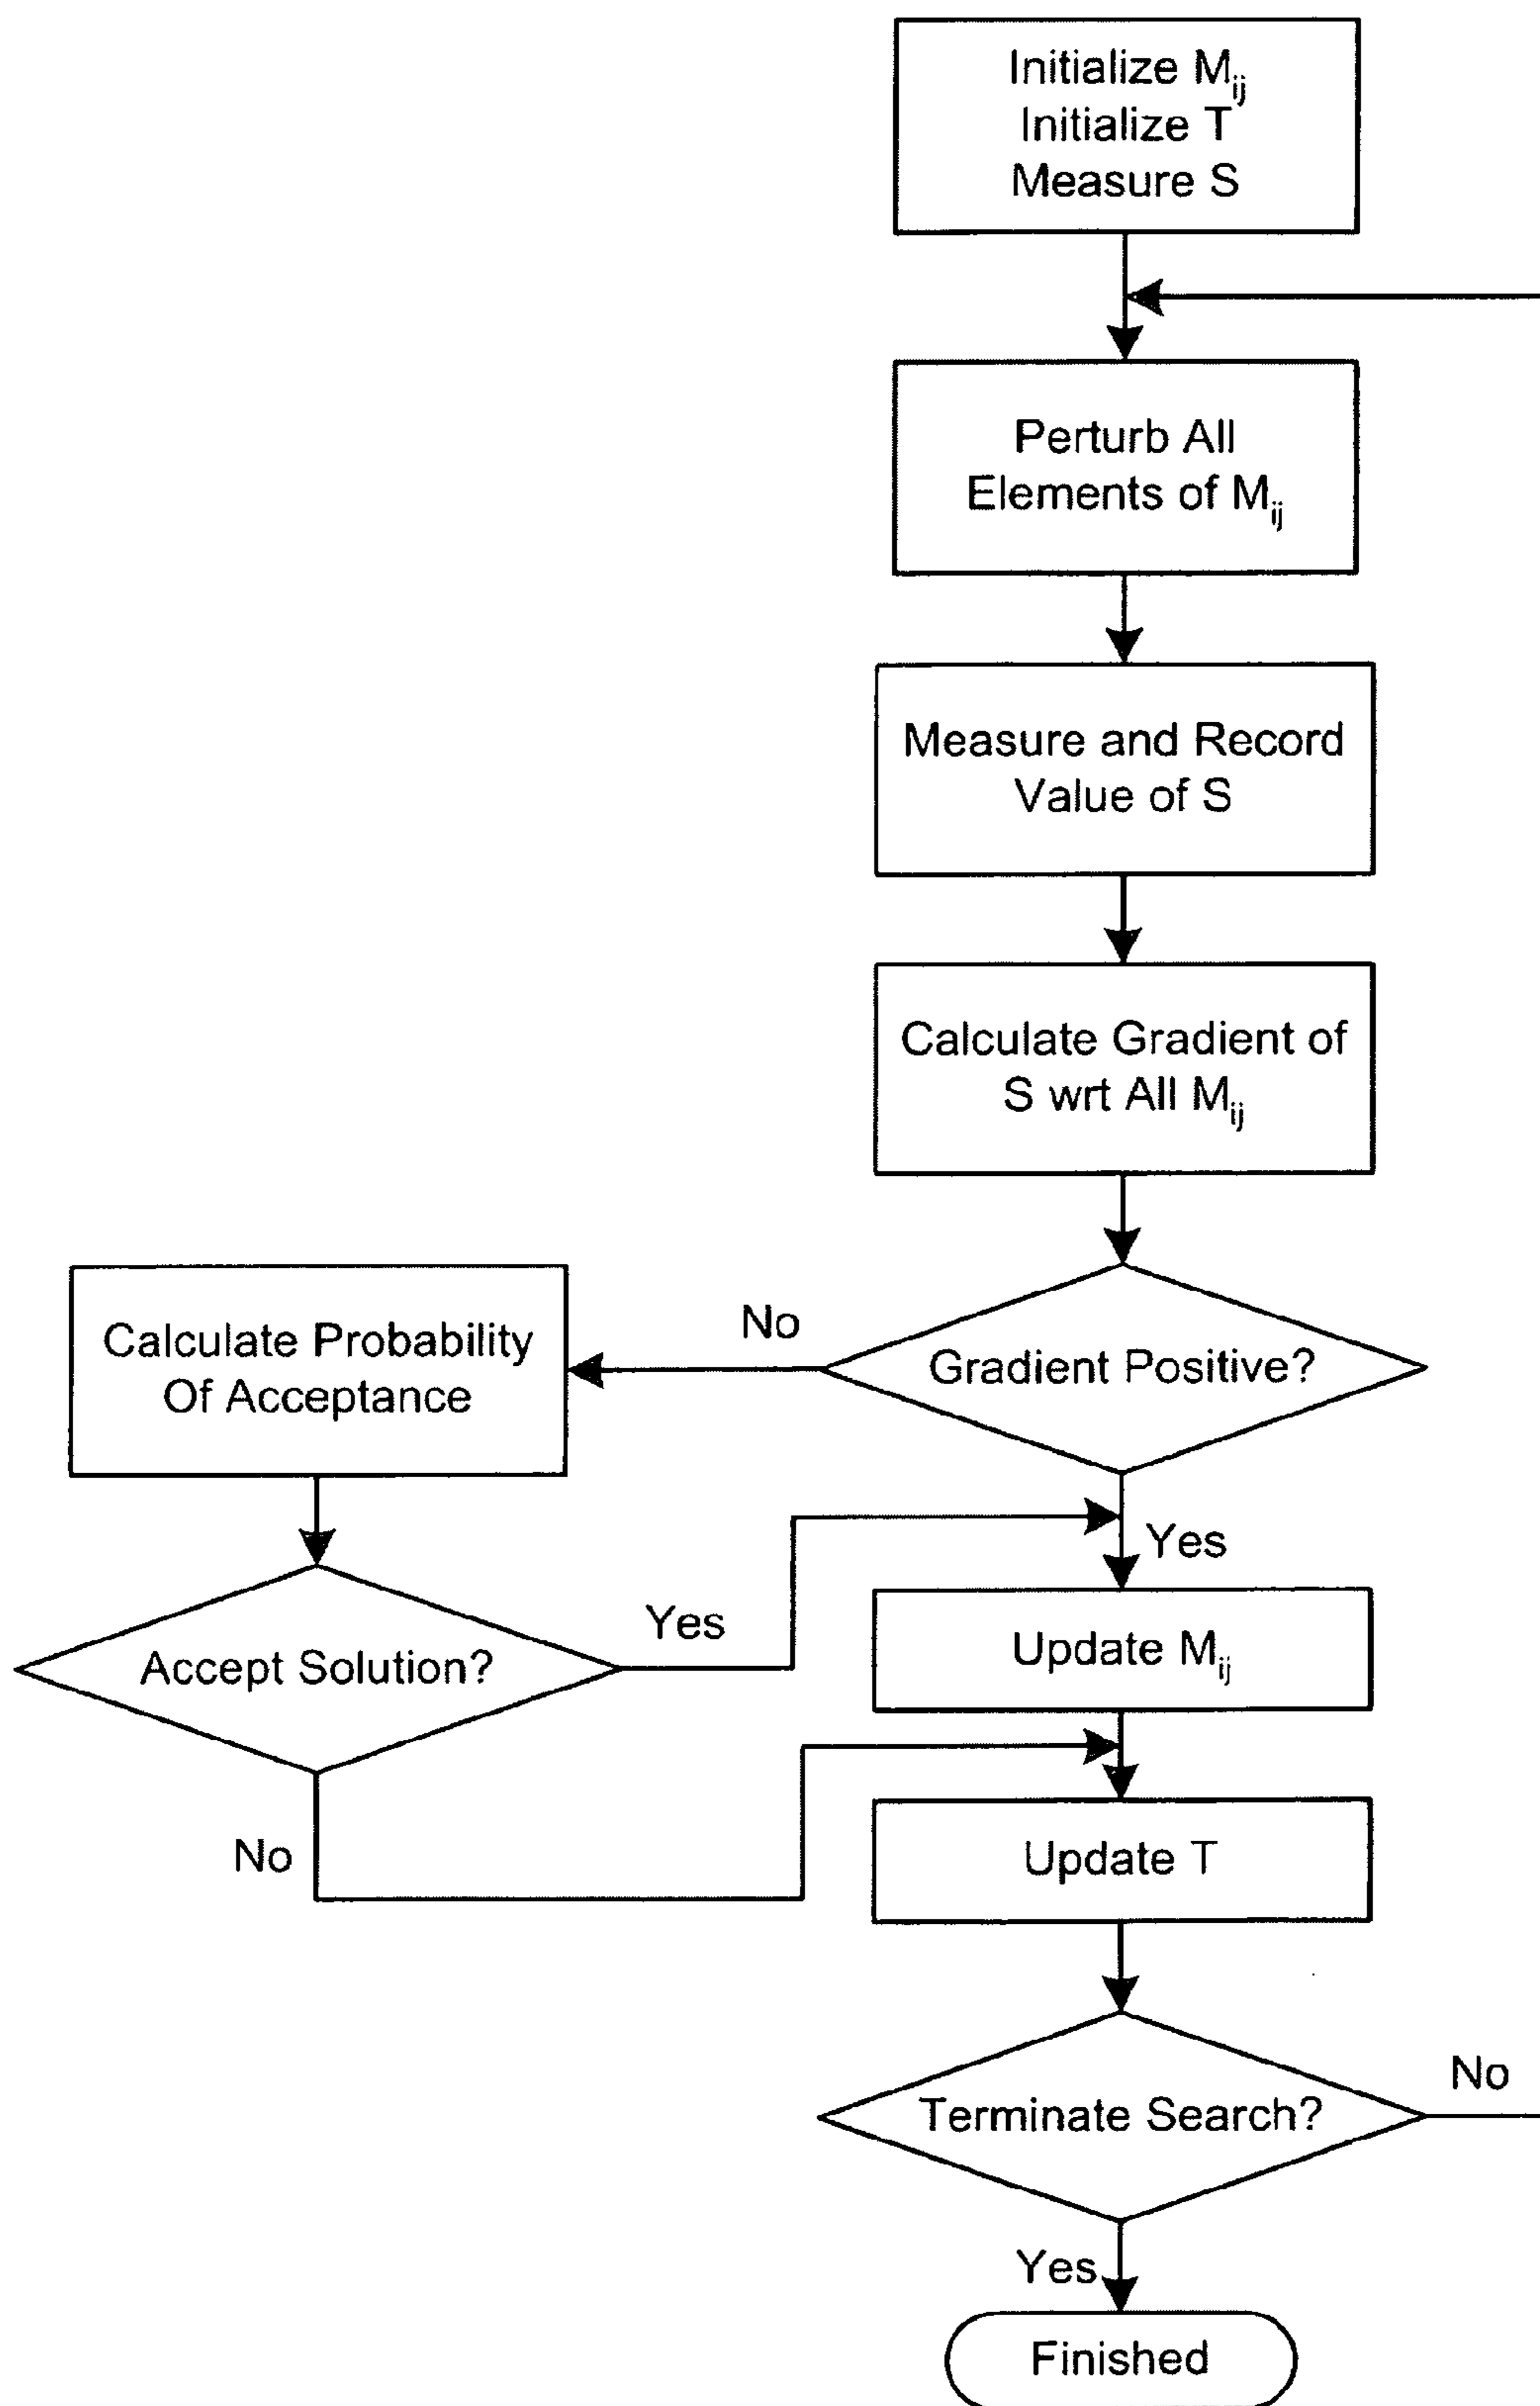 Initialize M_ij
Initialize T
Measure S
Perturb All
Elements of M_ij
Measure and Record
Value of S
Calculate Gradient of
S wrt All M_ij
Gradient Positive?
No
Calculate Probability
Of Acceptance
Yes
Accept Solution?
Yes
Update M_ij
No
Update T
Terminate Search?
No
Yes
Finished